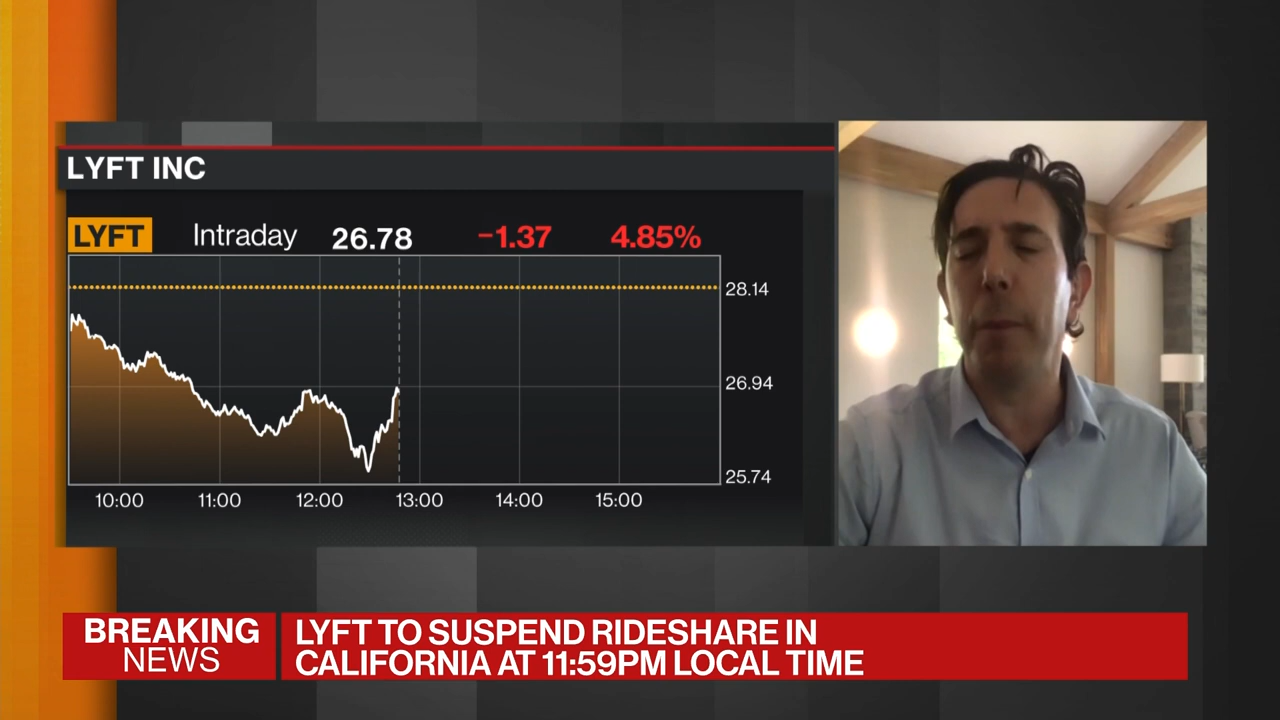 LYFT INC
LYFT Intraday 26.78 −1.37 4.85%
28.14
26.94
25.74
10:00 11:00 12:00 13:00 14:00 15:00
BREAKING
NEWS
LYFT TO SUSPEND RIDESHARE IN
CALIFORNIA AT 11:59PM LOCAL TIME